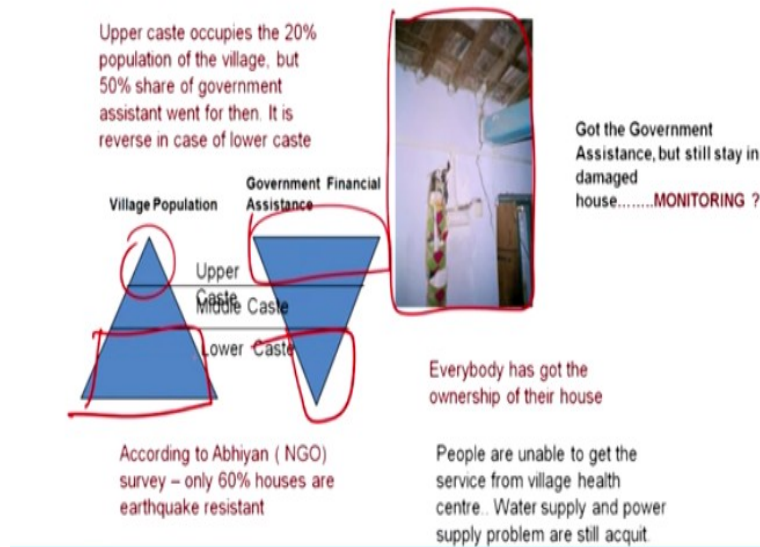 Upper caste occupies the 20%
population of the village, but
50% share of government
assistant went for then. It is
reverse in case of lower caste
Village Population
Government Financial
Assistance
Upper
Caste
Middle Caste
Lower Caste
According to Abhiyan ( NGO)
survey – only 60% houses are
earthquake resistant
Got the Government
Assistance, but still stay in
damaged
house........MONITORING ?
Everybody has got the
ownership of their house
People are unable to get the
service from village health
centre.. Water supply and power
supply problem are still acquit.